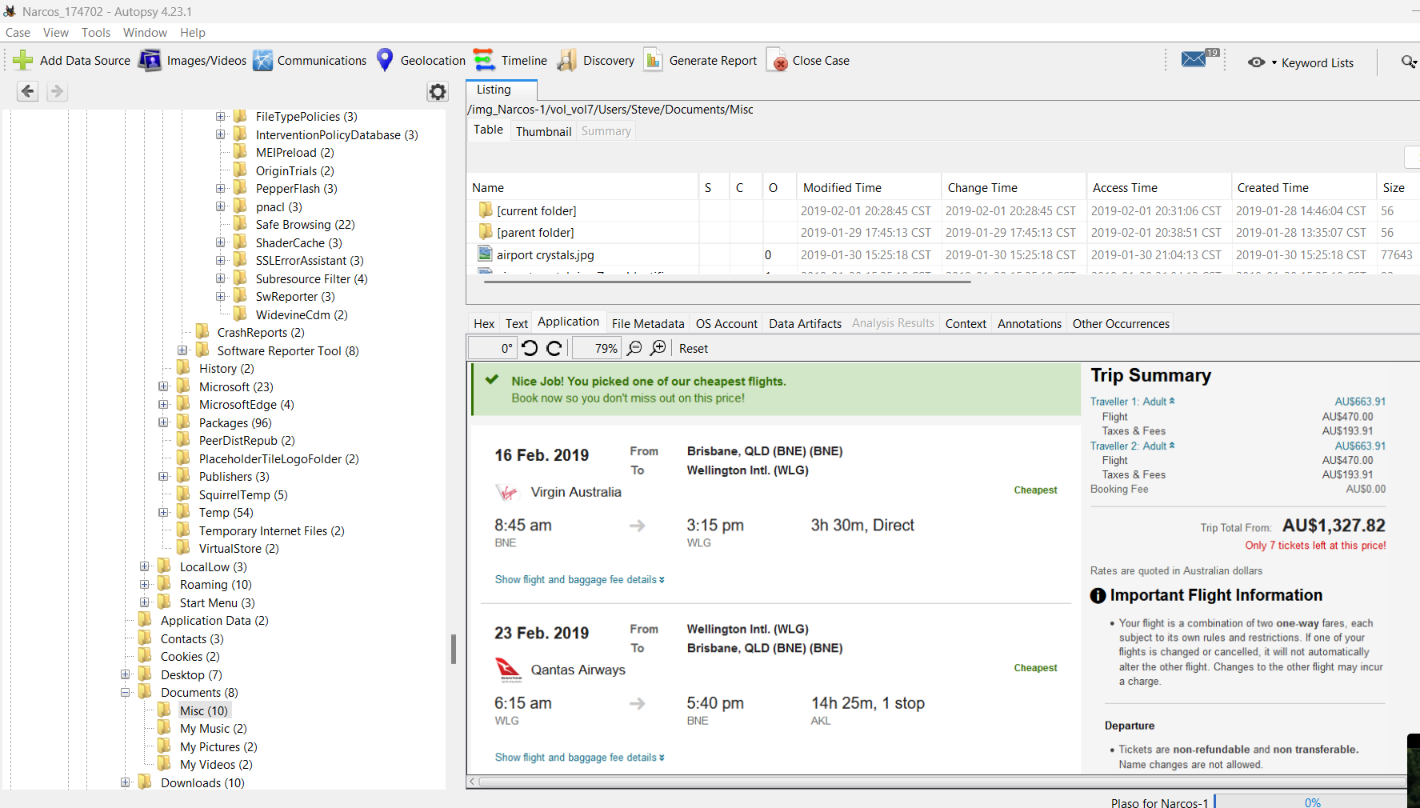 Narcos_174702 - Autopsy 4.23.1
Case View Tools Window Help
Add Data Source Images/Videos Communications Geolocation Timeline Discovery Generate Report Close Case 19 Keyword Lists
FileTypePolicies (3)
InterventionPolicyDatabase (3)
MEIPreload (2)
OriginTrials (2)
PepperFlash (3)
pnacl (3)
Safe Browsing (22)
ShaderCache (3)
SSLErrorAssistant (3)
Subresource Filter (4)
SwReporter (3)
WidevineCdm (2)
CrashReports (2)
Software Reporter Tool (8)
History (2)
Microsoft (23)
MicrosoftEdge (4)
Packages (96)
PeerDistRepub (2)
PlaceholderTileLogoFolder (2)
Publishers (3)
SquirrelTemp (5)
Temp (54)
Temporary Internet Files (2)
VirtualStore (2)
LocalLow (3)
Roaming (10)
Start Menu (3)
Application Data (2)
Contacts (3)
Cookies (2)
Desktop (7)
Documents (8)
Misc (10)
My Music (2)
My Pictures (2)
My Videos (2)
Downloads (10)
Listing
/img_Narcos-1/vol_vol7/Users/Steve/Documents/Misc
Table Thumbnail Summary
Name S C O Modified Time Change Time Access Time Created Time Size
[current folder] 2019-02-01 20:28:45 CST 2019-02-01 20:28:45 CST 2019-02-01 20:31:06 CST 2019-01-28 14:46:04 CST 56
[parent folder] 2019-01-29 17:45:13 CST 2019-01-29 17:45:13 CST 2019-02-01 20:38:51 CST 2019-01-28 13:35:07 CST 56
airport crystals.jpg 0 2019-01-30 15:25:18 CST 2019-01-30 15:25:18 CST 2019-01-30 21:04:13 CST 2019-01-30 15:25:18 CST 77643
Hex Text Application File Metadata OS Account Data Artifacts Analysis Results Context Annotations Other Occurrences
0° 79% Reset
Nice Job! You picked one of our cheapest flights.
Book now so you don't miss out on this price!
16 Feb. 2019 From Brisbane, QLD (BNE) (BNE)
To Wellington Intl. (WLG)
Virgin Australia Cheapest
8:45 am 3:15 pm 3h 30m, Direct
BNE WLG
Show flight and baggage fee details
23 Feb. 2019 From Wellington Intl. (WLG)
To Brisbane, QLD (BNE) (BNE)
Qantas Airways Cheapest
6:15 am 5:40 pm 14h 25m, 1 stop
WLG BNE AKL
Show flight and baggage fee details
Trip Summary
Traveller 1: Adult AU$663.91
Flight AU$470.00
Taxes & Fees AU$193.91
Traveller 2: Adult AU$663.91
Flight AU$470.00
Taxes & Fees AU$193.91
Booking Fee AU$0.00
Trip Total From: AU$1,327.82
Only 7 tickets left at this price!
Rates are quoted in Australian dollars
Important Flight Information
• Your flight is a combination of two one-way fares, each
subject to its own rules and restrictions. If one of your
flights is changed or cancelled, it will not automatically
alter the other flight. Changes to the other flight may incur
a charge.
Departure
• Tickets are non-refundable and non transferable.
Name changes are not allowed.
Plaso for Narcos-1 0%